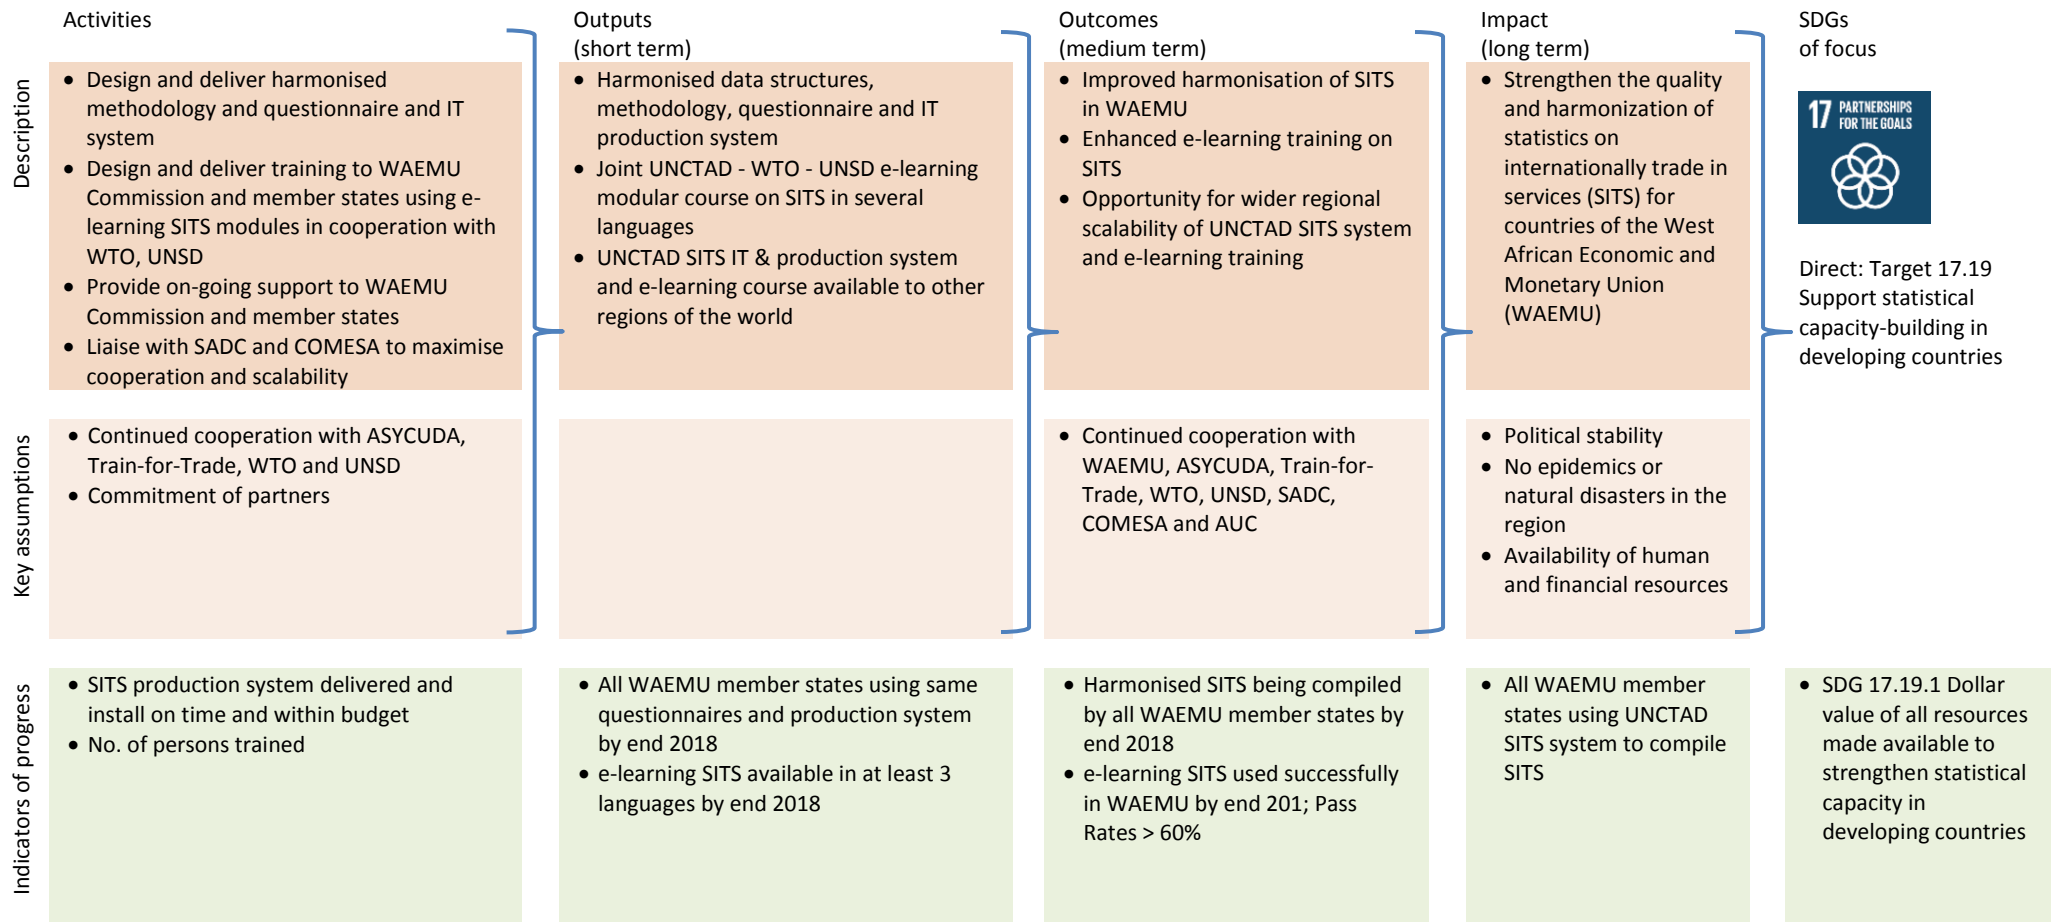 Activities
Outputs
(short term)
Outcomes
(medium term)
Impact
(long term)
SDGs
of focus
Description
• Design and deliver harmonised
methodology and questionnaire and IT
system
• Design and deliver training to WAEMU
Commission and member states using e-
learning SITS modules in cooperation with
WTO, UNSD
• Provide on-going support to WAEMU
Commission and member states
• Liaise with SADC and COMESA to maximise
cooperation and scalability
• Harmonised data structures,
methodology, questionnaire and IT
production system
• Joint UNCTAD - WTO - UNSD e-learning
modular course on SITS in several
languages
• UNCTAD SITS IT & production system
and e-learning course available to other
regions of the world
• Improved harmonisation of SITS
in WAEMU
• Enhanced e-learning training on
SITS
• Opportunity for wider regional
scalability of UNCTAD SITS system
and e-learning training
• Strengthen the quality
and harmonization of
statistics on
internationally trade in
services (SITS) for
countries of the West
African Economic and
Monetary Union
(WAEMU)
17 PARTNERSHIPS
FOR THE GOALS
Direct: Target 17.19
Support statistical
capacity-building in
developing countries
Key assumptions
• Continued cooperation with ASYCUDA,
Train-for-Trade, WTO and UNSD
• Commitment of partners
• Continued cooperation with
WAEMU, ASYCUDA, Train-for-
Trade, WTO, UNSD, SADC,
COMESA and AUC
• Political stability
• No epidemics or
natural disasters in the
region
• Availability of human
and financial resources
Indicators of progress
• SITS production system delivered and
install on time and within budget
• No. of persons trained
• All WAEMU member states using same
questionnaires and production system
by end 2018
• e-learning SITS available in at least 3
languages by end 2018
• Harmonised SITS being compiled
by all WAEMU member states by
end 2018
• e-learning SITS used successfully
in WAEMU by end 201; Pass
Rates > 60%
• All WAEMU member
states using UNCTAD
SITS system to compile
SITS
• SDG 17.19.1 Dollar
value of all resources
made available to
strengthen statistical
capacity in
developing countries